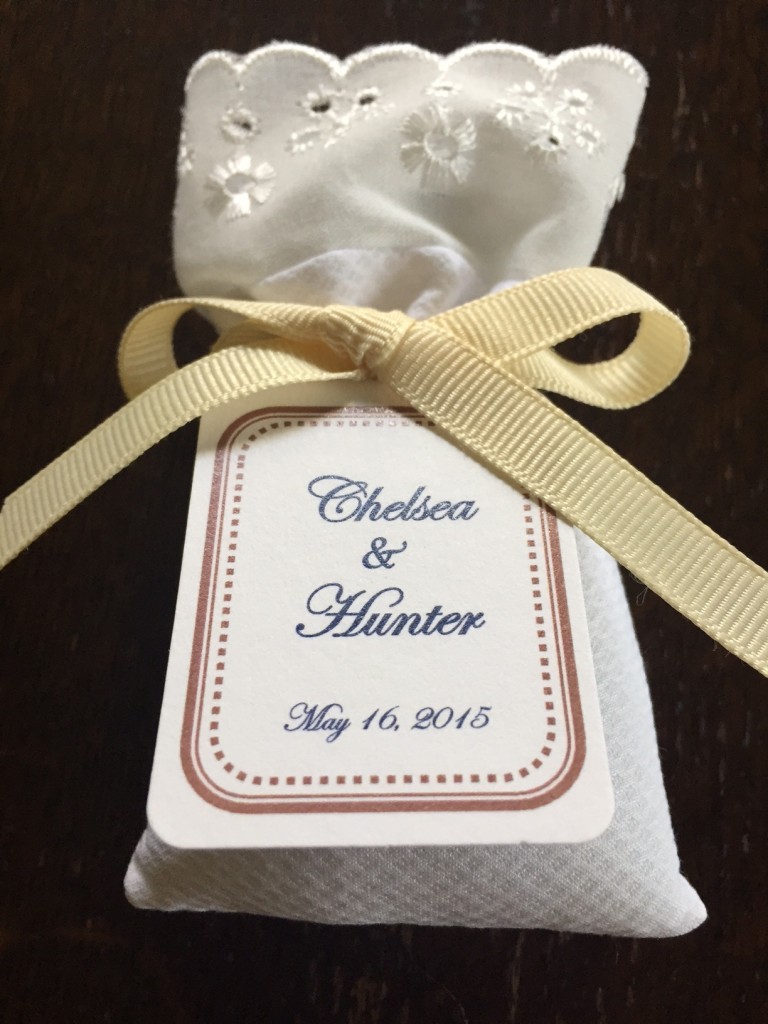 Chelsea
&
Hunter
May 16, 2015